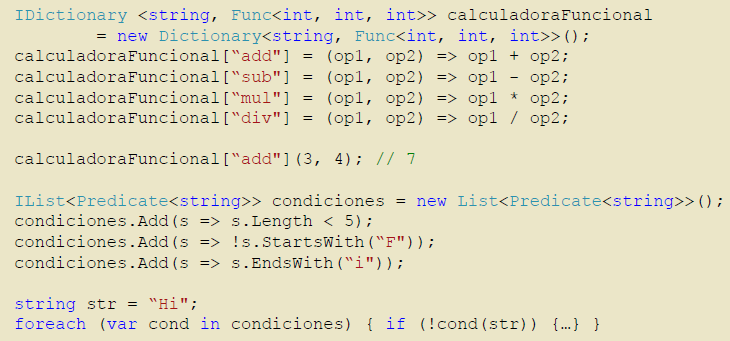 IDictionary <string, Func<int, int, int>> calculadoraFuncional
= new Dictionary<string, Func<int, int, int>>();
calculadoraFuncional[“add"] = (op1, op2) => op1 + op2;
calculadoraFuncional[“sub"] = (op1, op2) => op1 - op2;
calculadoraFuncional[“mul"] = (op1, op2) => op1 * op2;
calculadoraFuncional[“div"] = (op1, op2) => op1 / op2;
calculadoraFuncional[“add"](3, 4); // 7
IList<Predicate<string>> condiciones = new List<Predicate<string>>();
condiciones.Add(s => s.Length < 5);
condiciones.Add(s => !s.StartsWith(“F"));
condiciones.Add(s => s.EndsWith(“i"));
string str = “Hi";
foreach (var cond in condiciones) { if (!cond(str)) {…} }